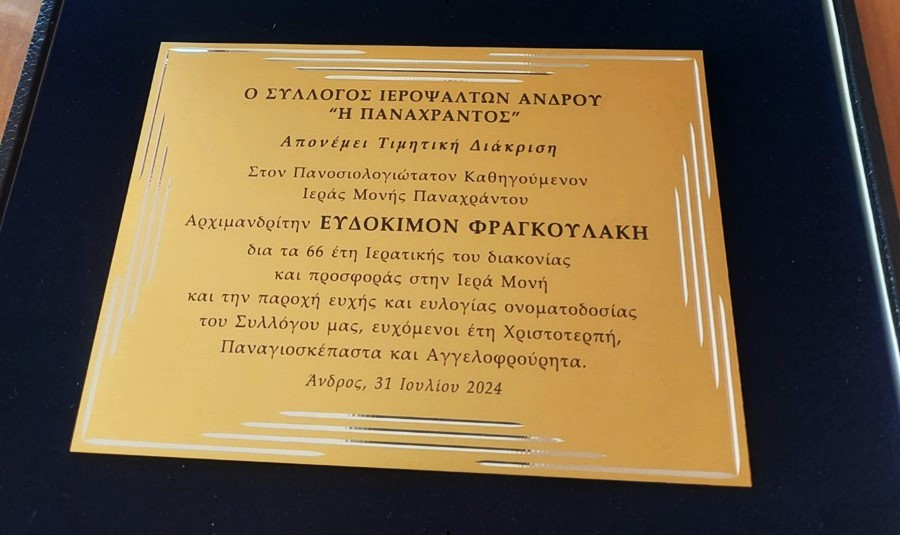 Ο ΣΥΛΛΟΓΟΣ ΙΕΡΟΨΑΛΤΩΝ ΑΝΔΡΟΥ
“Η ΠΑΝΑΧΡΑΝΤΟΣ”
Απονέμει Τιμητική Διάκριση
Στον Πανοσιολογιώτατον Καθηγούμενον
Ιεράς Μονής Παναχράντου
Αρχιμανδρίτην ΕΥΔΟΚΙΜΟΝ ΦΡΑΓΚΟΥΛΑΚΗ
δια τα 66 έτη Ιερατικής του διακονίας
και προσφοράς στην Ιερά Μονή
και την παροχή ευχής και ευλογίας ονοματοδοσίας
του Συλλόγου μας, ευχόμενοι έτη Χριστοτερπή,
Παναγιοσκέπαστα και Αγγελοφρούρητα.
Άνδρος, 31 Ιουλίου 2024